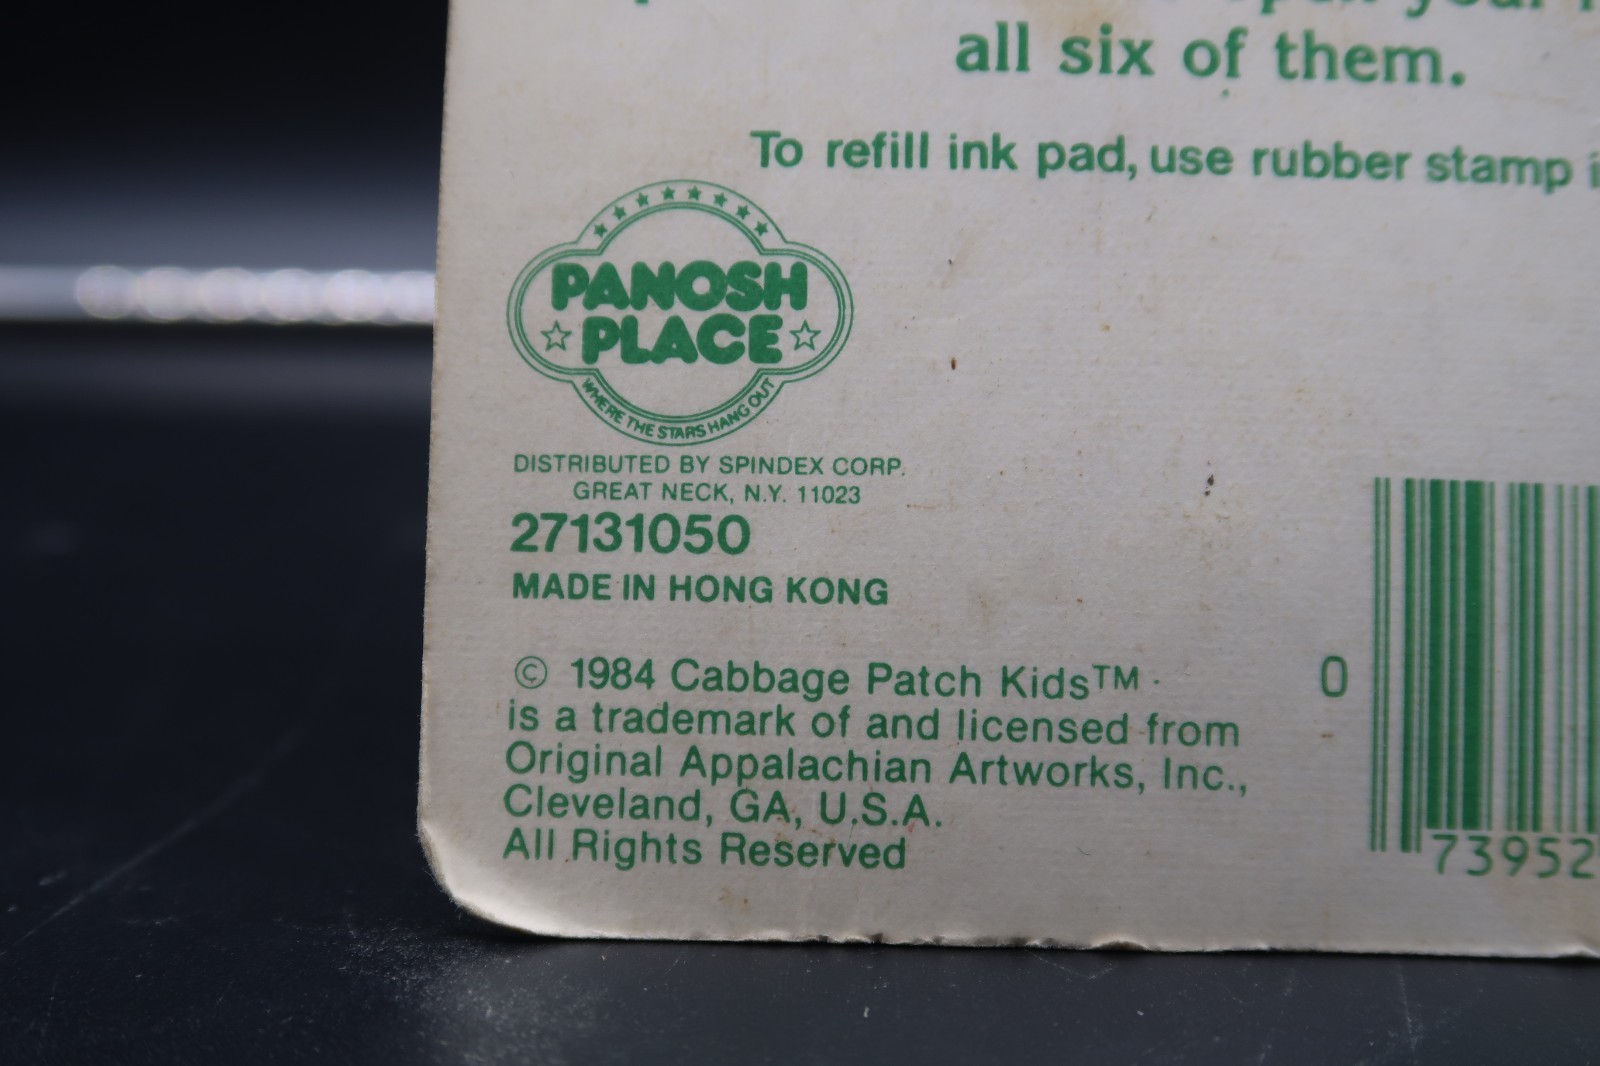 all six of them.
To refill ink pad, use rubber stamp
PANOSH
PLACE
WHERE THE STARS HANG OUT
DISTRIBUTED BY SPINDEX CORP.
GREAT NECK, N.Y. 11023
27131050
MADE IN HONG KONG
© 1984 Cabbage Patch Kids™
is a trademark of and licensed from
Original Appalachian Artworks, Inc.,
Cleveland, GA, U.S.A.
All Rights Reserved
0
73952